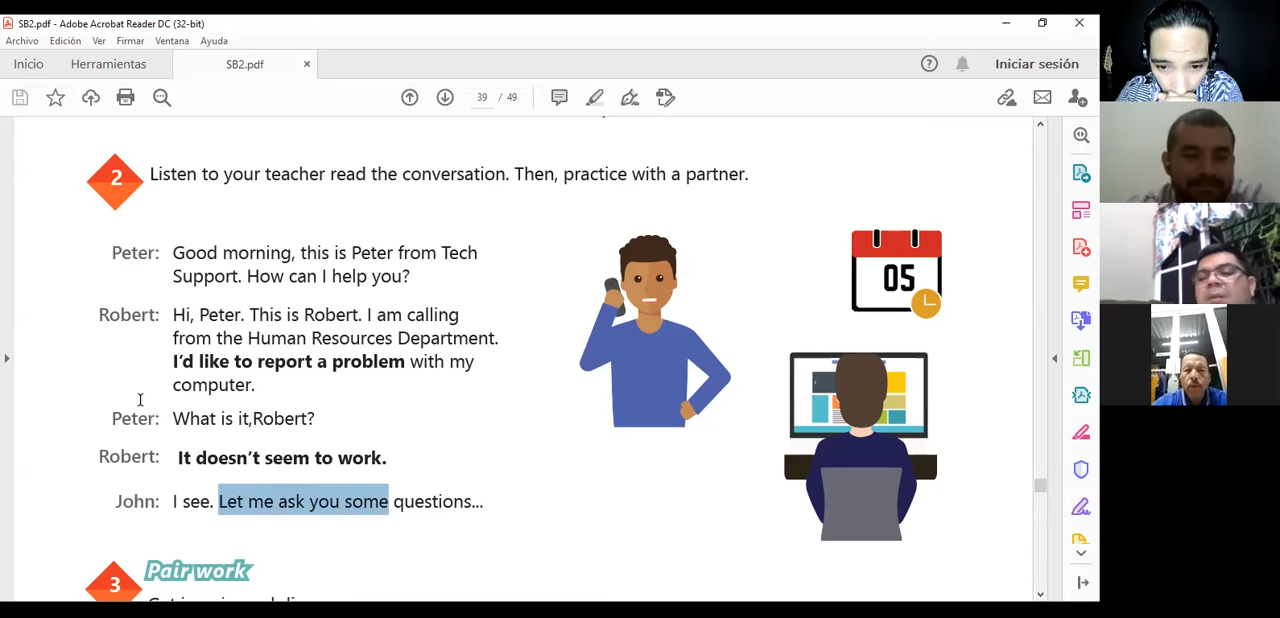 SB2.pdf - Adobe Acrobat Reader DC (32-bit)
Archivo Edición Ver Firmar Ventana Ayuda
Inicio Herramientas SB2.pdf × Iniciar sesión
39 / 49
2 Listen to your teacher read the conversation. Then, practice with a partner.
Peter: Good morning, this is Peter from Tech
Support. How can I help you?
Robert: Hi, Peter. This is Robert. I am calling
from the Human Resources Department.
I'd like to report a problem with my
computer.
Peter: What is it,Robert?
Robert: It doesn't seem to work.
John: I see. Let me ask you some questions...
05
3 Pair work